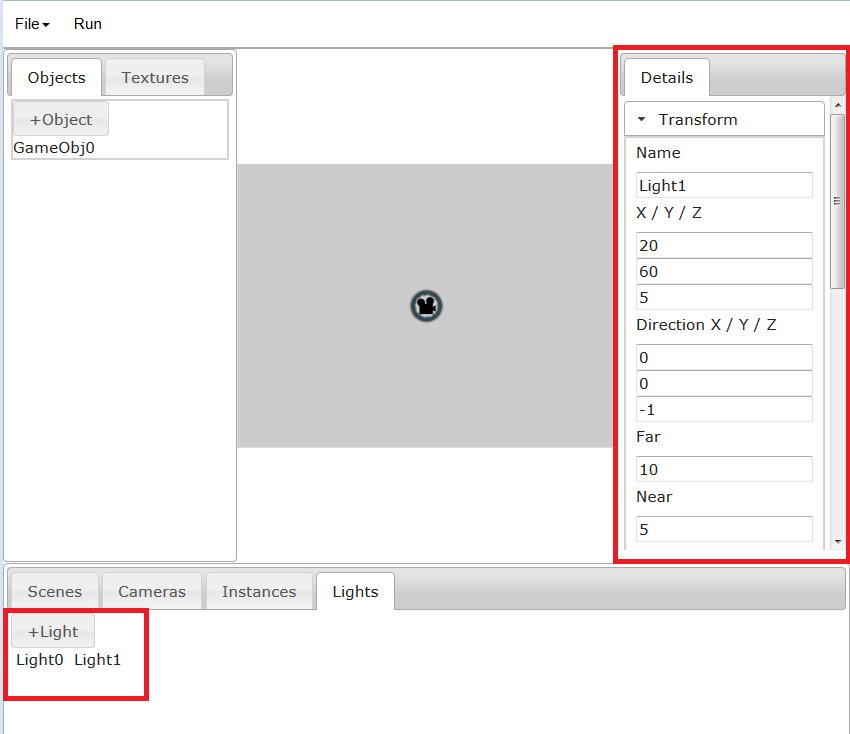 File Run
Objects Textures
+Object
GameObj0
Details
Transform
Name
Light1
X / Y / Z
20
60
5
Direction X / Y / Z
0
0
-1
Far
10
Near
5
Scenes Cameras Instances Lights
+Light
Light0 Light1